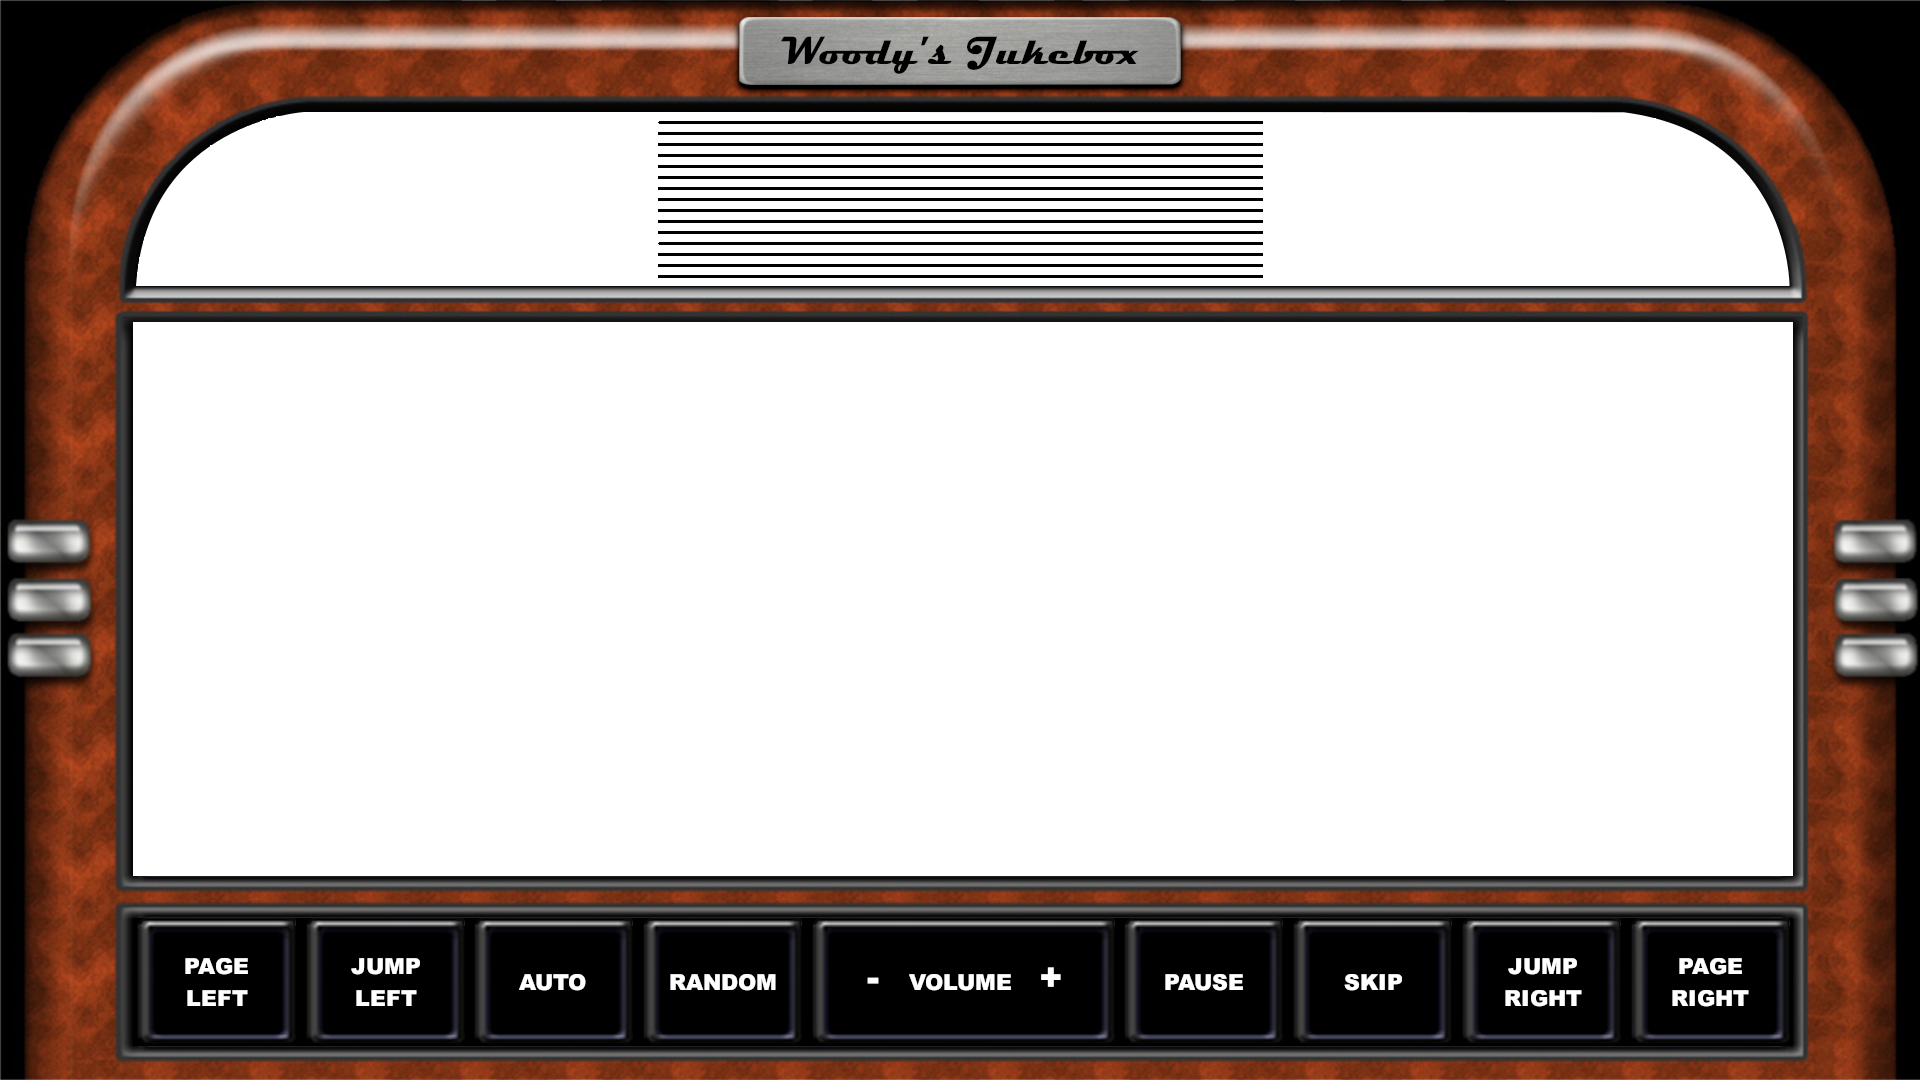 Woody's Jukebox
PAGE LEFT
JUMP LEFT
AUTO
RANDOM
- VOLUME +
PAUSE
SKIP
JUMP RIGHT
PAGE RIGHT